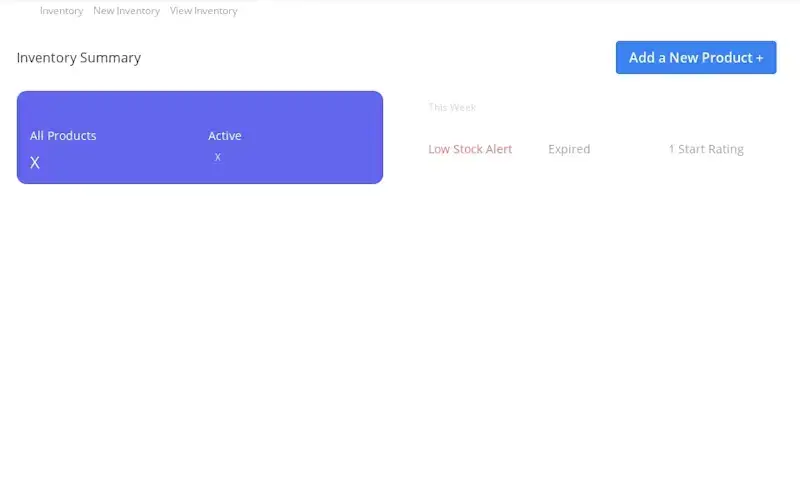 Inventory New Inventory View Inventory
Inventory Summary
Add a New Product +
This Week
All Products Active
X X
Low Stock Alert Expired 1 Start Rating